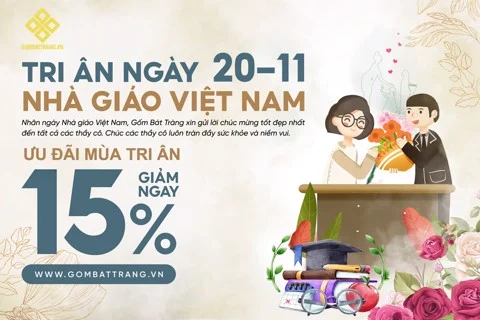 GOMBATTRANG.VN
TRI ÂN NGÀY 20–11
NHÀ GIÁO VIỆT NAM
Nhân ngày Nhà giáo Việt Nam, Gốm Bát Tràng xin gửi lời chúc mừng tốt đẹp nhất
đến tất cả các thầy cô. Chúc các thầy cô luôn tràn đầy sức khỏe và niềm vui.
ƯU ĐÃI MÙA TRI ÂN
15%
GIẢM
NGAY
WWW.GOMBATTRANG.VN